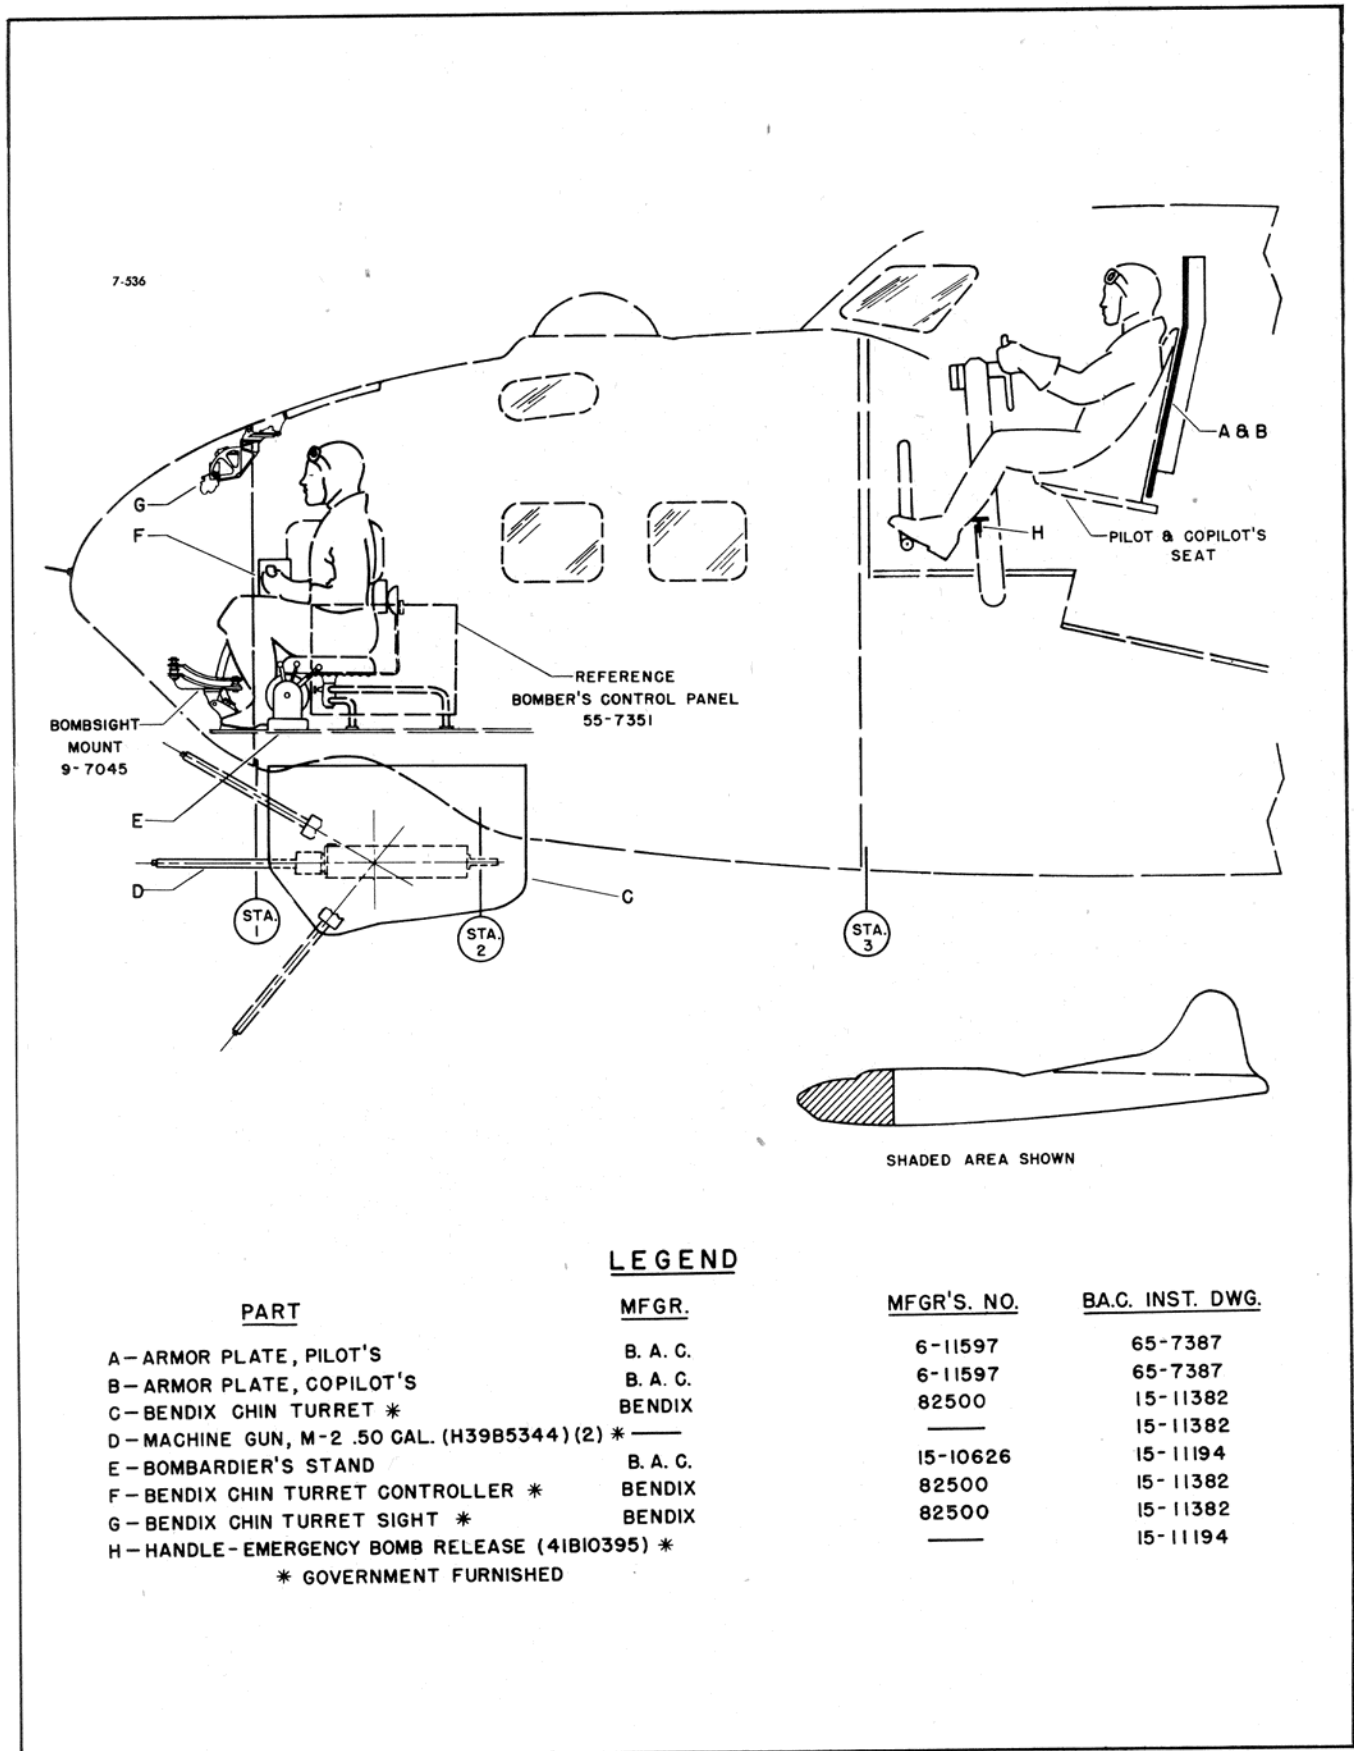 7-536
A & B
G
F
H
PILOT & COPILOT'S
SEAT
REFERENCE
BOMBER'S CONTROL PANEL
55-7351
BOMBSIGHT
MOUNT
9-7045
E
D
C
STA.
1
STA.
2
STA.
3
SHADED AREA SHOWN
LEGEND
PART MFGR. MFGR'S. NO. B.A.C. INST. DWG.
A-ARMOR PLATE, PILOT'S B. A. C. 6-11597 65-7387
B-ARMOR PLATE, COPILOT'S B. A. C. 6-11597 65-7387
C-BENDIX CHIN TURRET * BENDIX 82500 15-11382
D-MACHINE GUN, M-2 .50 CAL. (H39B5344)(2) * — — 15-11382
E-BOMBARDIER'S STAND B. A. C. 15-10626 15-11194
F-BENDIX CHIN TURRET CONTROLLER * BENDIX 82500 15-11382
G-BENDIX CHIN TURRET SIGHT * BENDIX 82500 15-11382
H-HANDLE-EMERGENCY BOMB RELEASE (41B10395) * — 15-11194
* GOVERNMENT FURNISHED